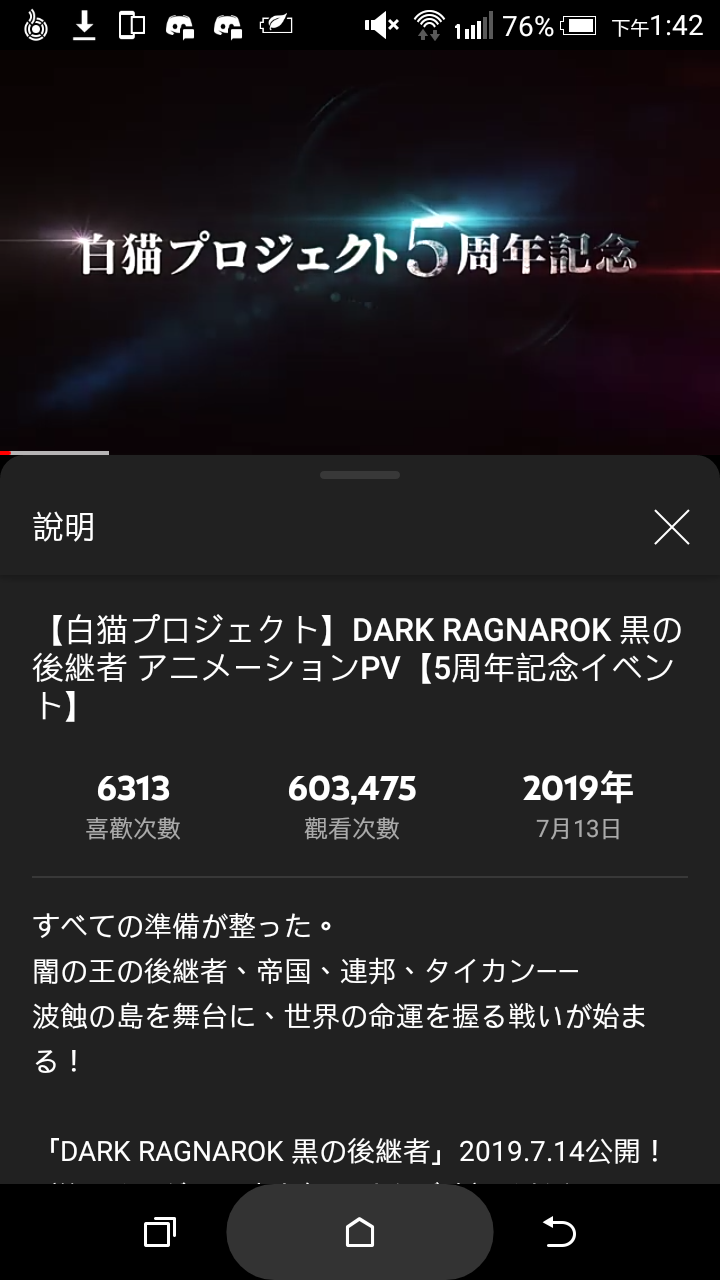 76% 下午1:42
白猫プロジェクト5周年記念
說明
【白猫プロジェクト】DARK RAGNAROK 黒の
後継者 アニメーションPV【5周年記念イベン
ト】
6313 603,475 2019年
喜歡次數 觀看次數 7月13日
すべての準備が整った。
闇の王の後継者、帝国、連邦、タイカン——
波蝕の島を舞台に、世界の命運を握る戦いが始ま
る！
「DARK RAGNAROK 黒の後継者」2019.7.14公開！